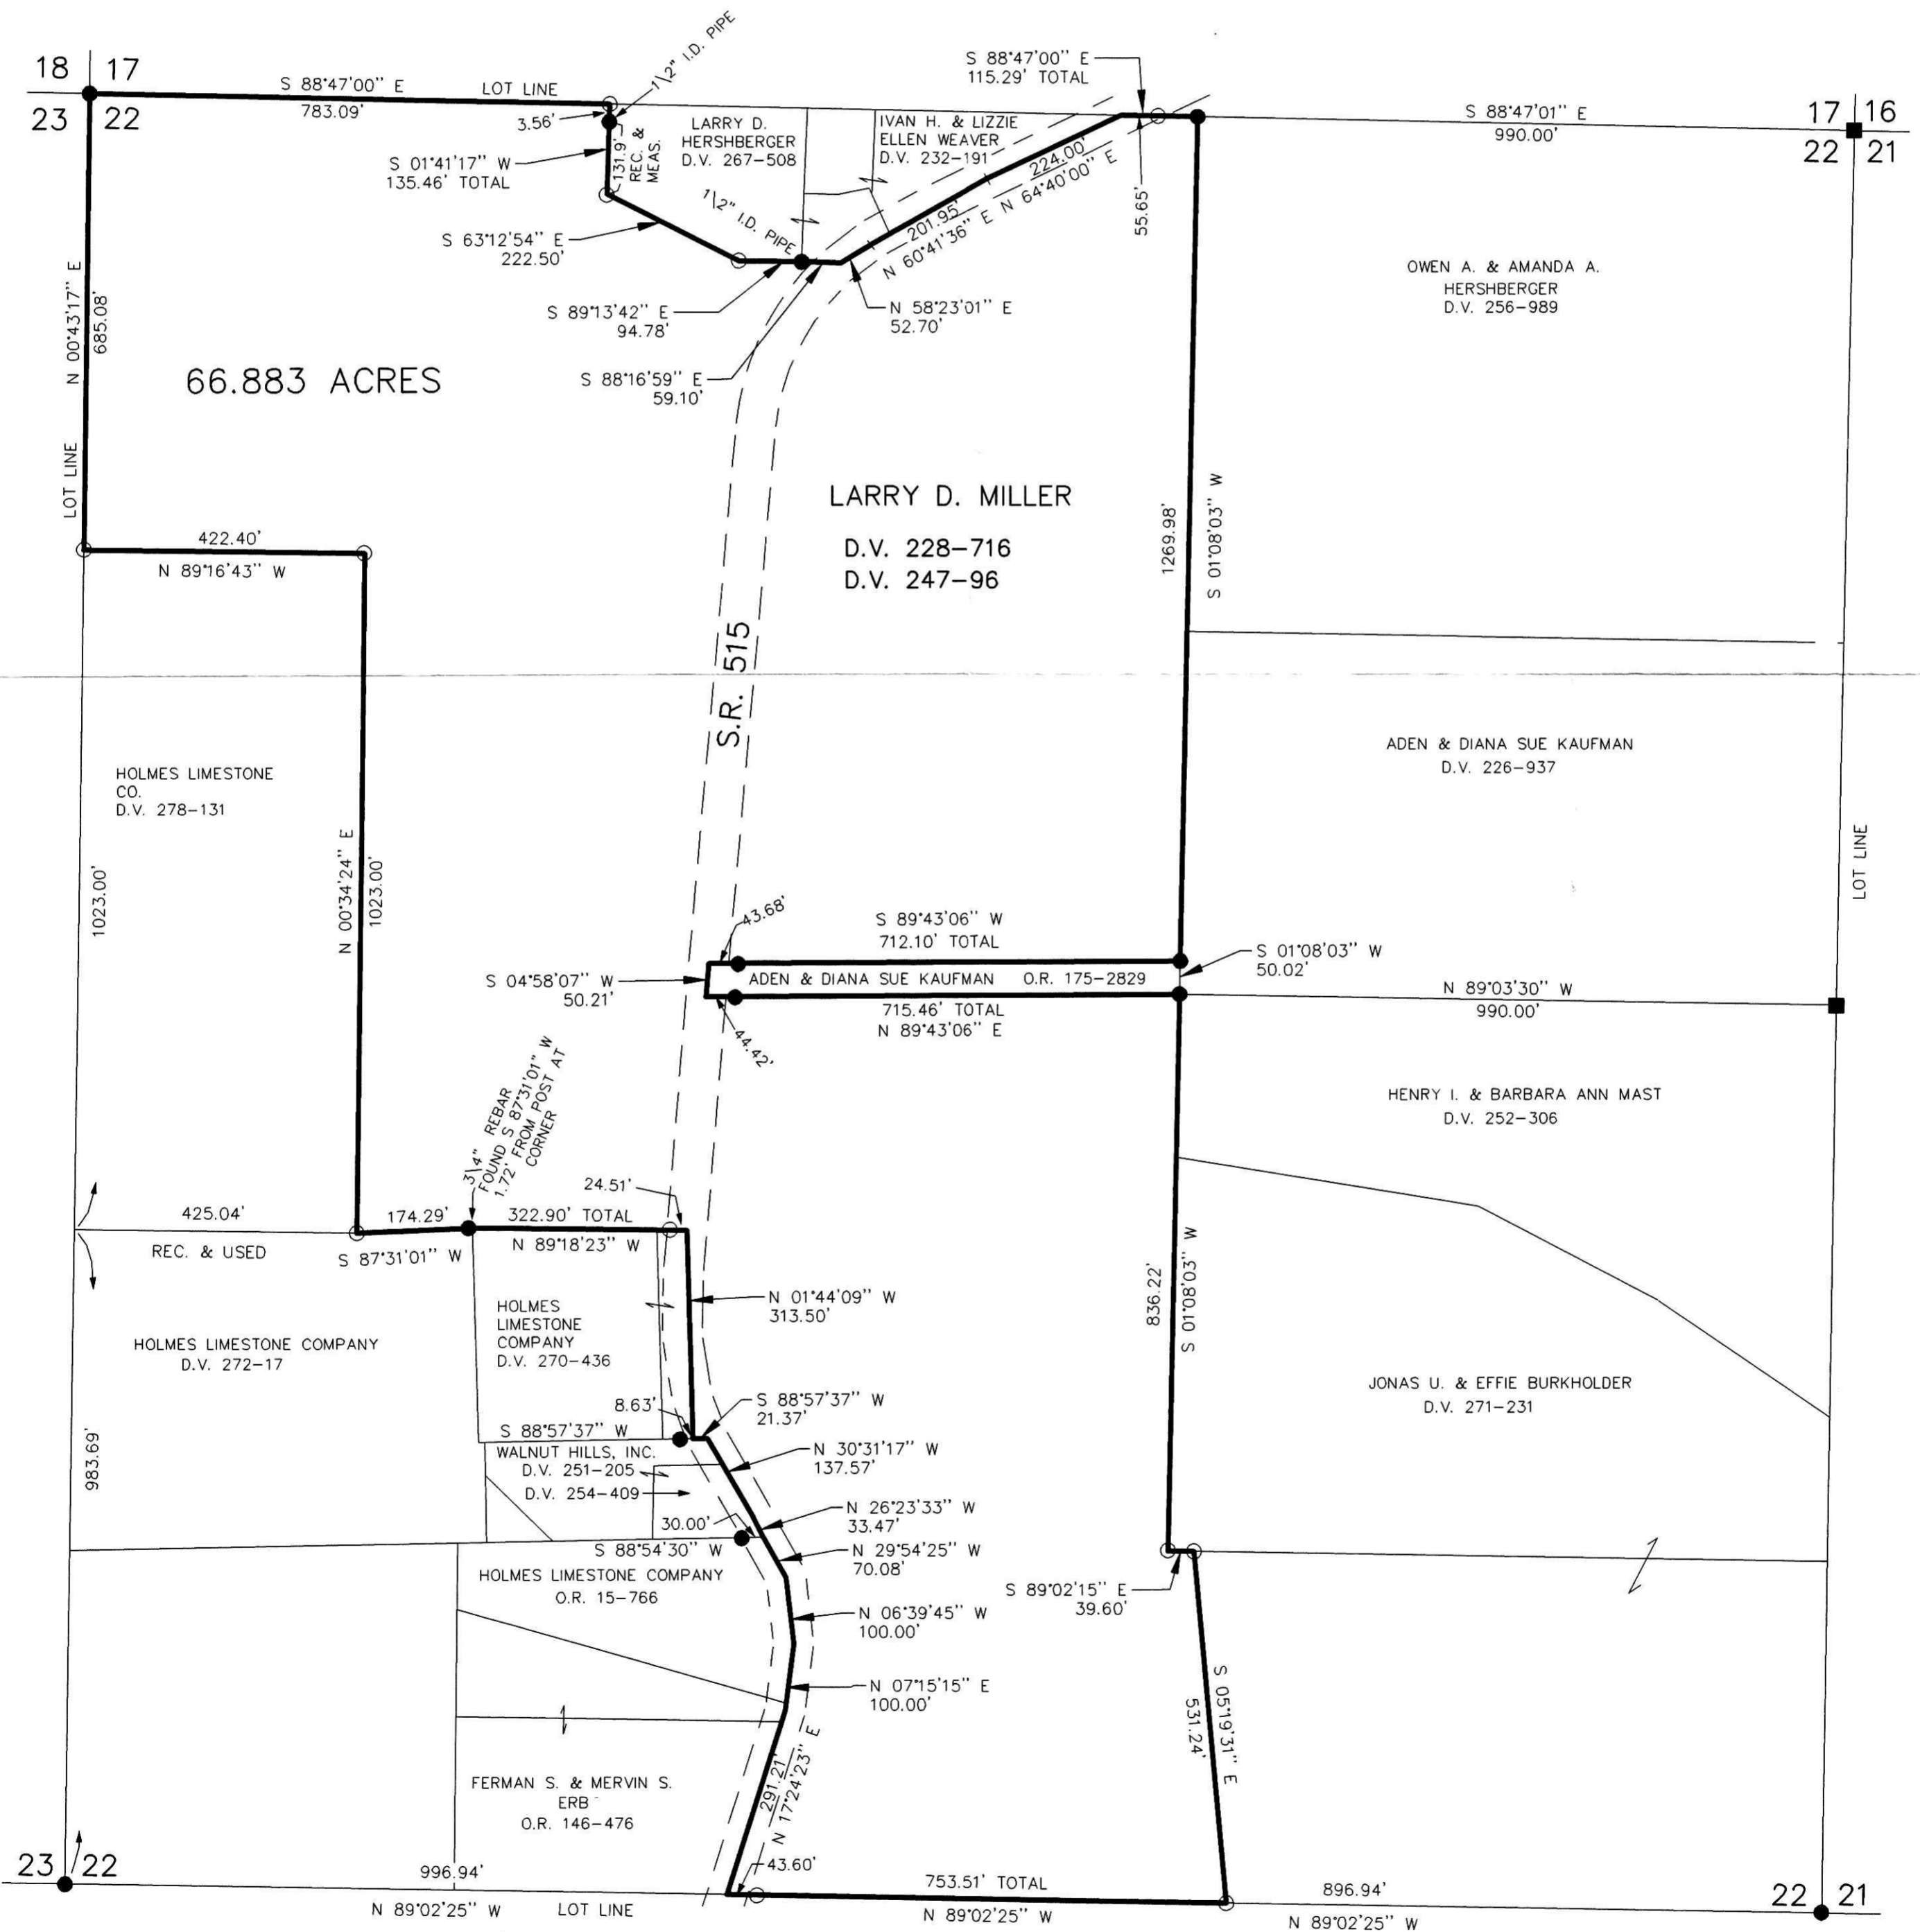 18 17
23 22
S 88°47'00" E
783.09'
LOT LINE
1\2" I.D. PIPE
3.56'
131.9'
REC. &
MEAS.
S 01°41'17" W
135.46' TOTAL
LARRY D.
HERSHBERGER
D.V. 267-508
IVAN H. & LIZZIE
ELLEN WEAVER
D.V. 232-191
S 88°47'00" E
115.29' TOTAL
S 88°47'01" E
990.00'
17 16
22 21
S 63°12'54" E
222.50'
1\2" I.D. PIPE
201.95'
N 60°41'36" E
224.00'
N 64°40'00" E
55.65'
S 89°13'42" E
94.78'
N 58°23'01" E
52.70'
S 88°16'59" E
59.10'
N 00°43'17" E
685.08'
LOT LINE
66.883 ACRES
OWEN A. & AMANDA A.
HERSHBERGER
D.V. 256-989
LARRY D. MILLER
D.V. 228-716
D.V. 247-96
1269.98'
S 01°08'03" W
422.40'
N 89°16'43" W
S.R. 515
HOLMES LIMESTONE
CO.
D.V. 278-131
ADEN & DIANA SUE KAUFMAN
D.V. 226-937
1023.00'
N 00°34'24" E
1023.00'
LOT LINE
43.68'
S 89°43'06" W
712.10' TOTAL
S 01°08'03" W
50.02'
S 04°58'07" W
50.21'
ADEN & DIANA SUE KAUFMAN O.R. 175-2829
715.46' TOTAL
N 89°43'06" E
44.42'
N 89°03'30" W
990.00'
HENRY I. & BARBARA ANN MAST
D.V. 252-306
3\4" REBAR
FOUND S 87°31'01" W
1.72' FROM POST AT
CORNER
24.51'
425.04'
REC. & USED
174.29'
S 87°31'01" W
322.90' TOTAL
N 89°18'23" W
N 01°44'09" W
313.50'
836.22'
S 01°08'03" W
HOLMES
LIMESTONE
COMPANY
D.V. 270-436
HOLMES LIMESTONE COMPANY
D.V. 272-17
JONAS U. & EFFIE BURKHOLDER
D.V. 271-231
8.63'
S 88°57'37" W
21.37'
S 88°57'37" W
983.69'
WALNUT HILLS, INC.
D.V. 251-205
D.V. 254-409
N 30°31'17" W
137.57'
N 26°23'33" W
33.47'
30.00'
S 88°54'30" W
N 29°54'25" W
70.08'
HOLMES LIMESTONE COMPANY
O.R. 15-766
S 89°02'15" E
39.60'
N 06°39'45" W
100.00'
N 07°15'15" E
100.00'
S 05°19'31" E
531.24'
FERMAN S. & MERVIN S.
ERB
O.R. 146-476
291.21'
N 17°24'23" E
43.60'
23 22
996.94'
N 89°02'25" W
LOT LINE
753.51' TOTAL
N 89°02'25" W
896.94'
N 89°02'25" W
22 21